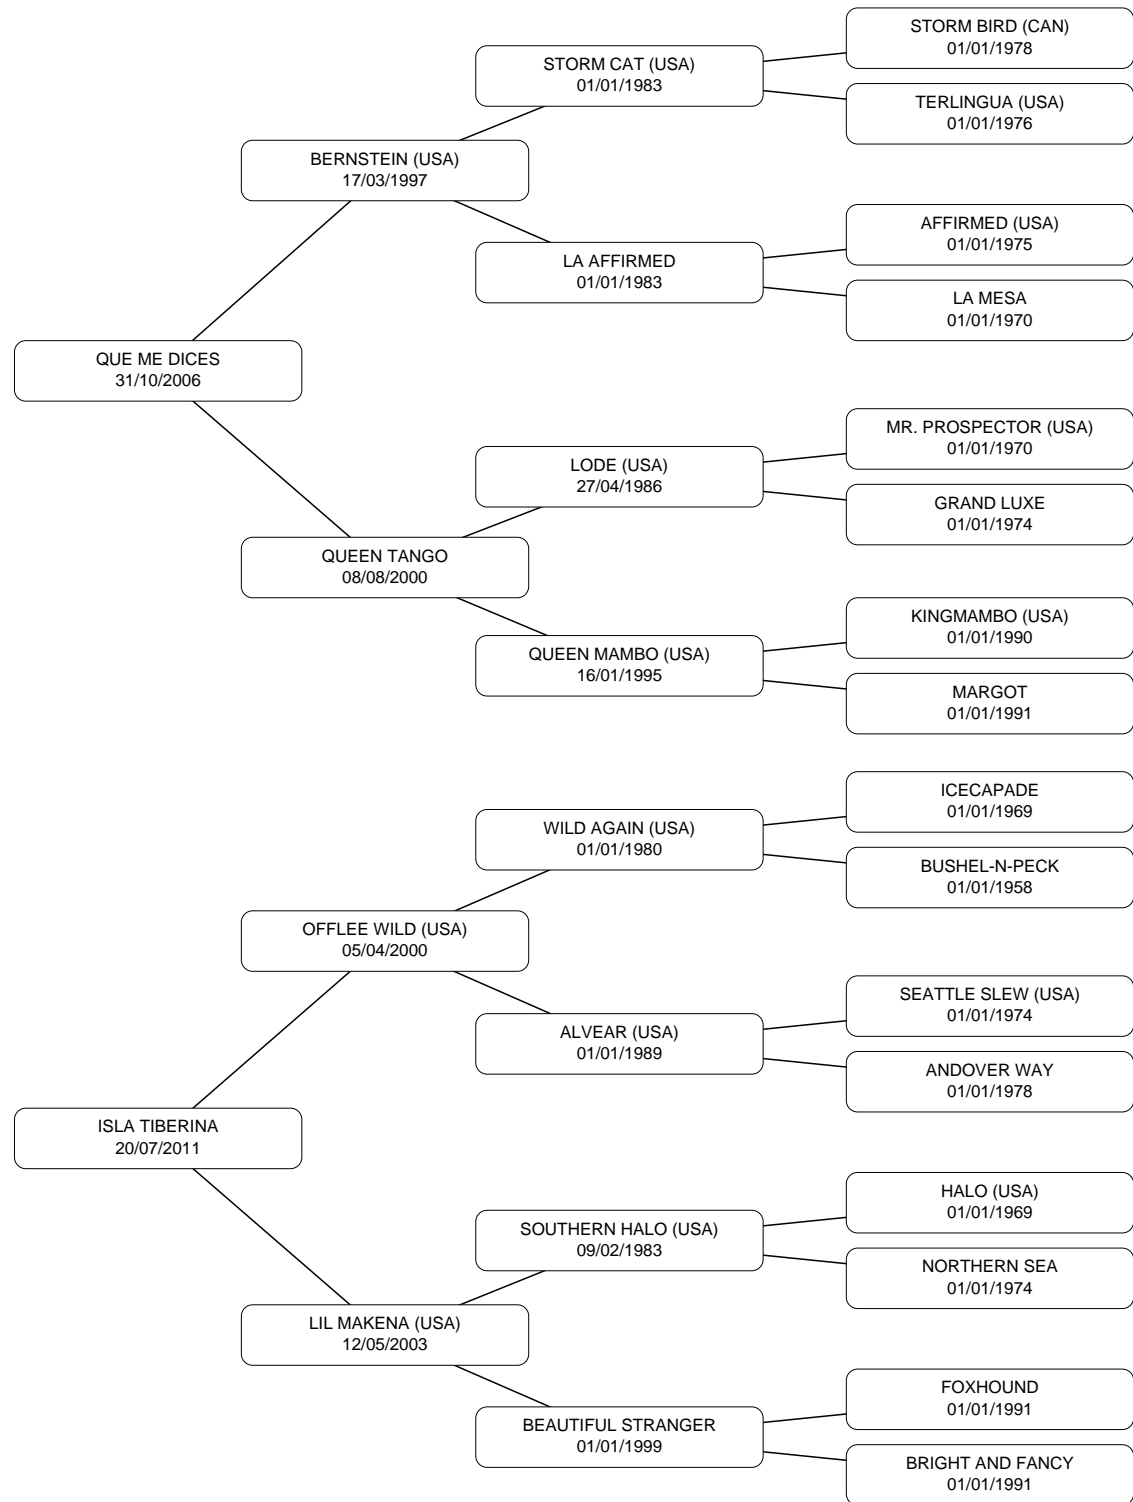 STORM BIRD (CAN)
01/01/1978
STORM CAT (USA)
01/01/1983
TERLINGUA (USA)
01/01/1976
BERNSTEIN (USA)
17/03/1997
AFFIRMED (USA)
01/01/1975
LA AFFIRMED
01/01/1983
LA MESA
01/01/1970
QUE ME DICES
31/10/2006
MR. PROSPECTOR (USA)
01/01/1970
LODE (USA)
27/04/1986
GRAND LUXE
01/01/1974
QUEEN TANGO
08/08/2000
KINGMAMBO (USA)
01/01/1990
QUEEN MAMBO (USA)
16/01/1995
MARGOT
01/01/1991
ICECAPADE
01/01/1969
WILD AGAIN (USA)
01/01/1980
BUSHEL-N-PECK
01/01/1958
OFFLEE WILD (USA)
05/04/2000
SEATTLE SLEW (USA)
01/01/1974
ALVEAR (USA)
01/01/1989
ANDOVER WAY
01/01/1978
ISLA TIBERINA
20/07/2011
HALO (USA)
01/01/1969
SOUTHERN HALO (USA)
09/02/1983
NORTHERN SEA
01/01/1974
LIL MAKENA (USA)
12/05/2003
FOXHOUND
01/01/1991
BEAUTIFUL STRANGER
01/01/1999
BRIGHT AND FANCY
01/01/1991